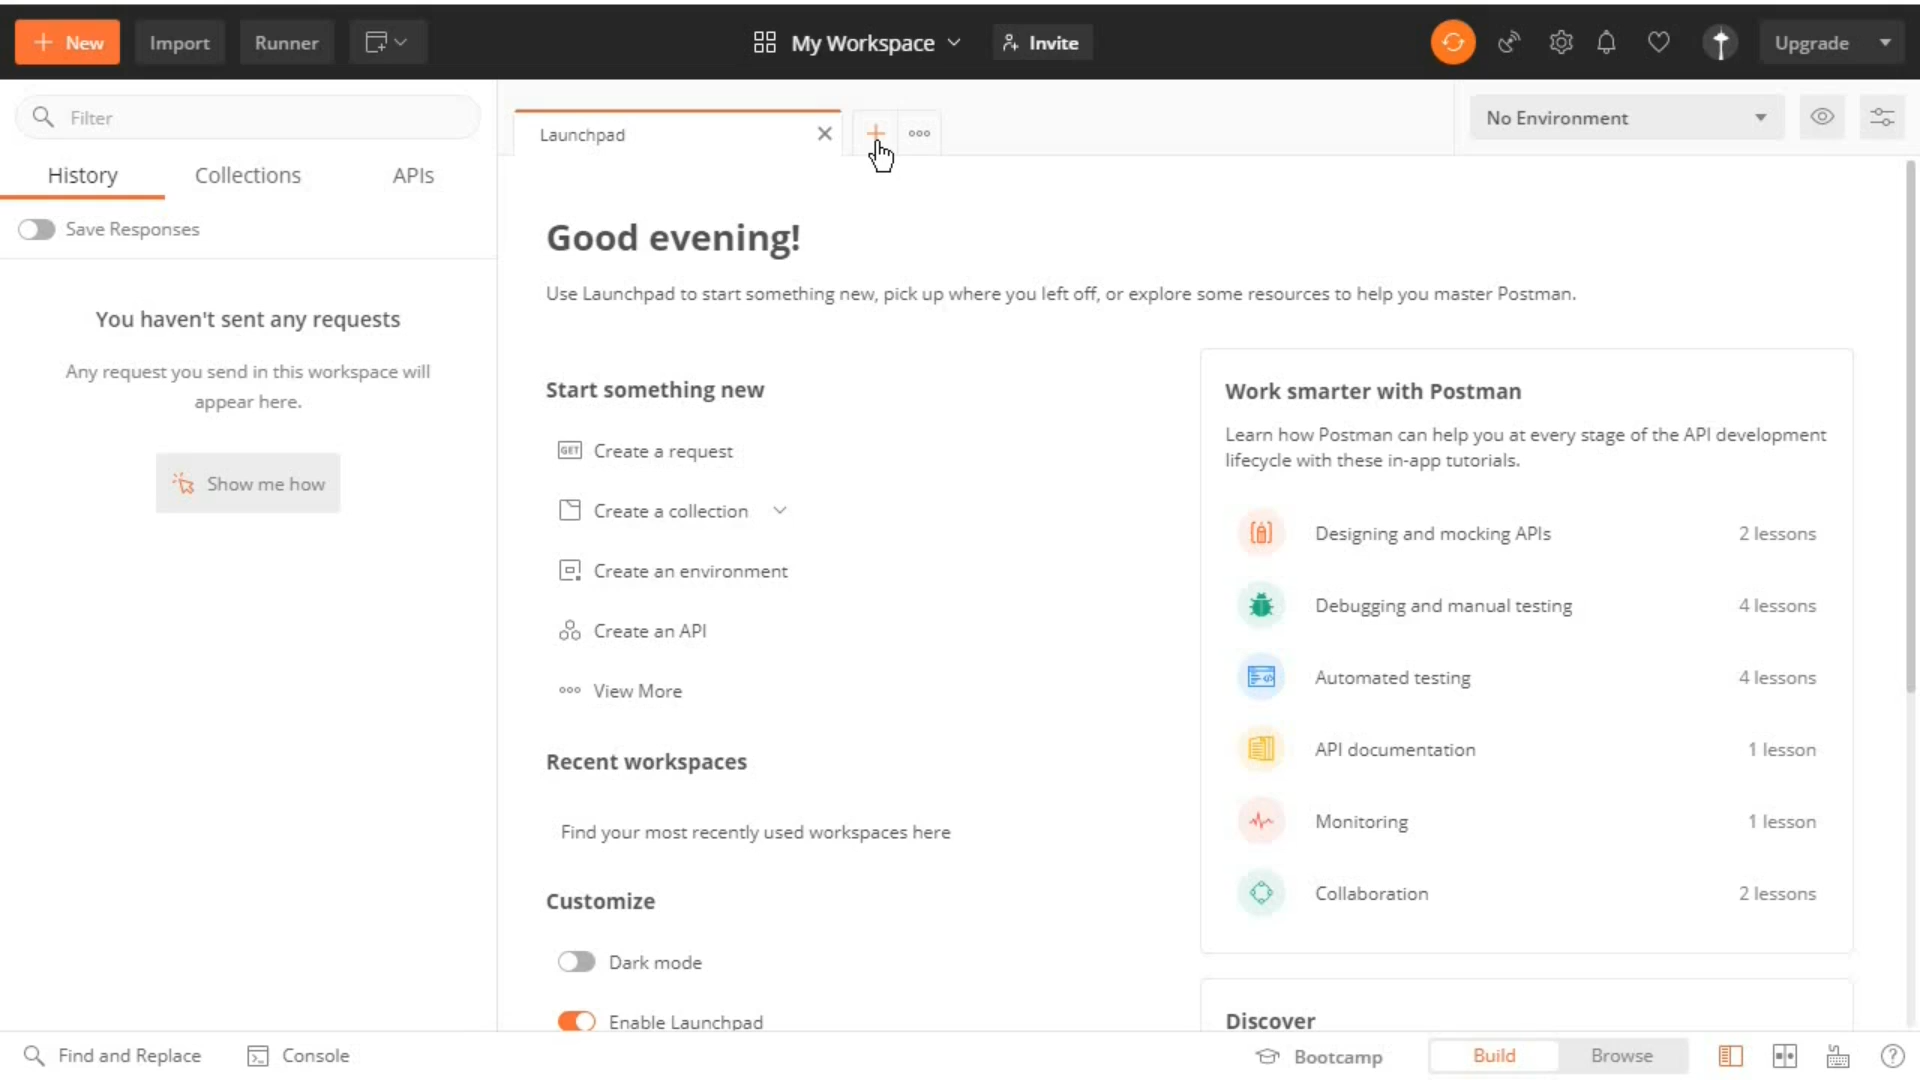 New
Import
Runner
My Workspace
Invite
Upgrade
Filter
Launchpad
No Environment
History
Collections
APIs
Save Responses
Good evening!
Use Launchpad to start something new, pick up where you left off, or explore some resources to help you master Postman.
You haven't sent any requests
Any request you send in this workspace will
appear here.
Show me how
Start something new
GET Create a request
Create a collection
Create an environment
Create an API
View More
Recent workspaces
Find your most recently used workspaces here
Customize
Dark mode
Enable Launchpad
Work smarter with Postman
Learn how Postman can help you at every stage of the API development
lifecycle with these in-app tutorials.
Designing and mocking APIs 2 lessons
Debugging and manual testing 4 lessons
Automated testing 4 lessons
API documentation 1 lesson
Monitoring 1 lesson
Collaboration 2 lessons
Discover
Find and Replace
Console
Bootcamp
Build
Browse